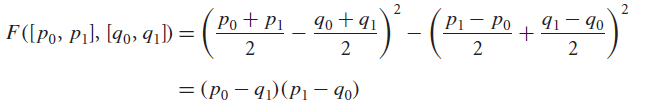 F([p₀, p₁], [q₀, q₁]) = ((p₀ + p₁)/2 − (q₀ + q₁)/2)² − ((p₁ − p₀)/2 + (q₁ − q₀)/2)²
= (p₀ − q₁)(p₁ − q₀)